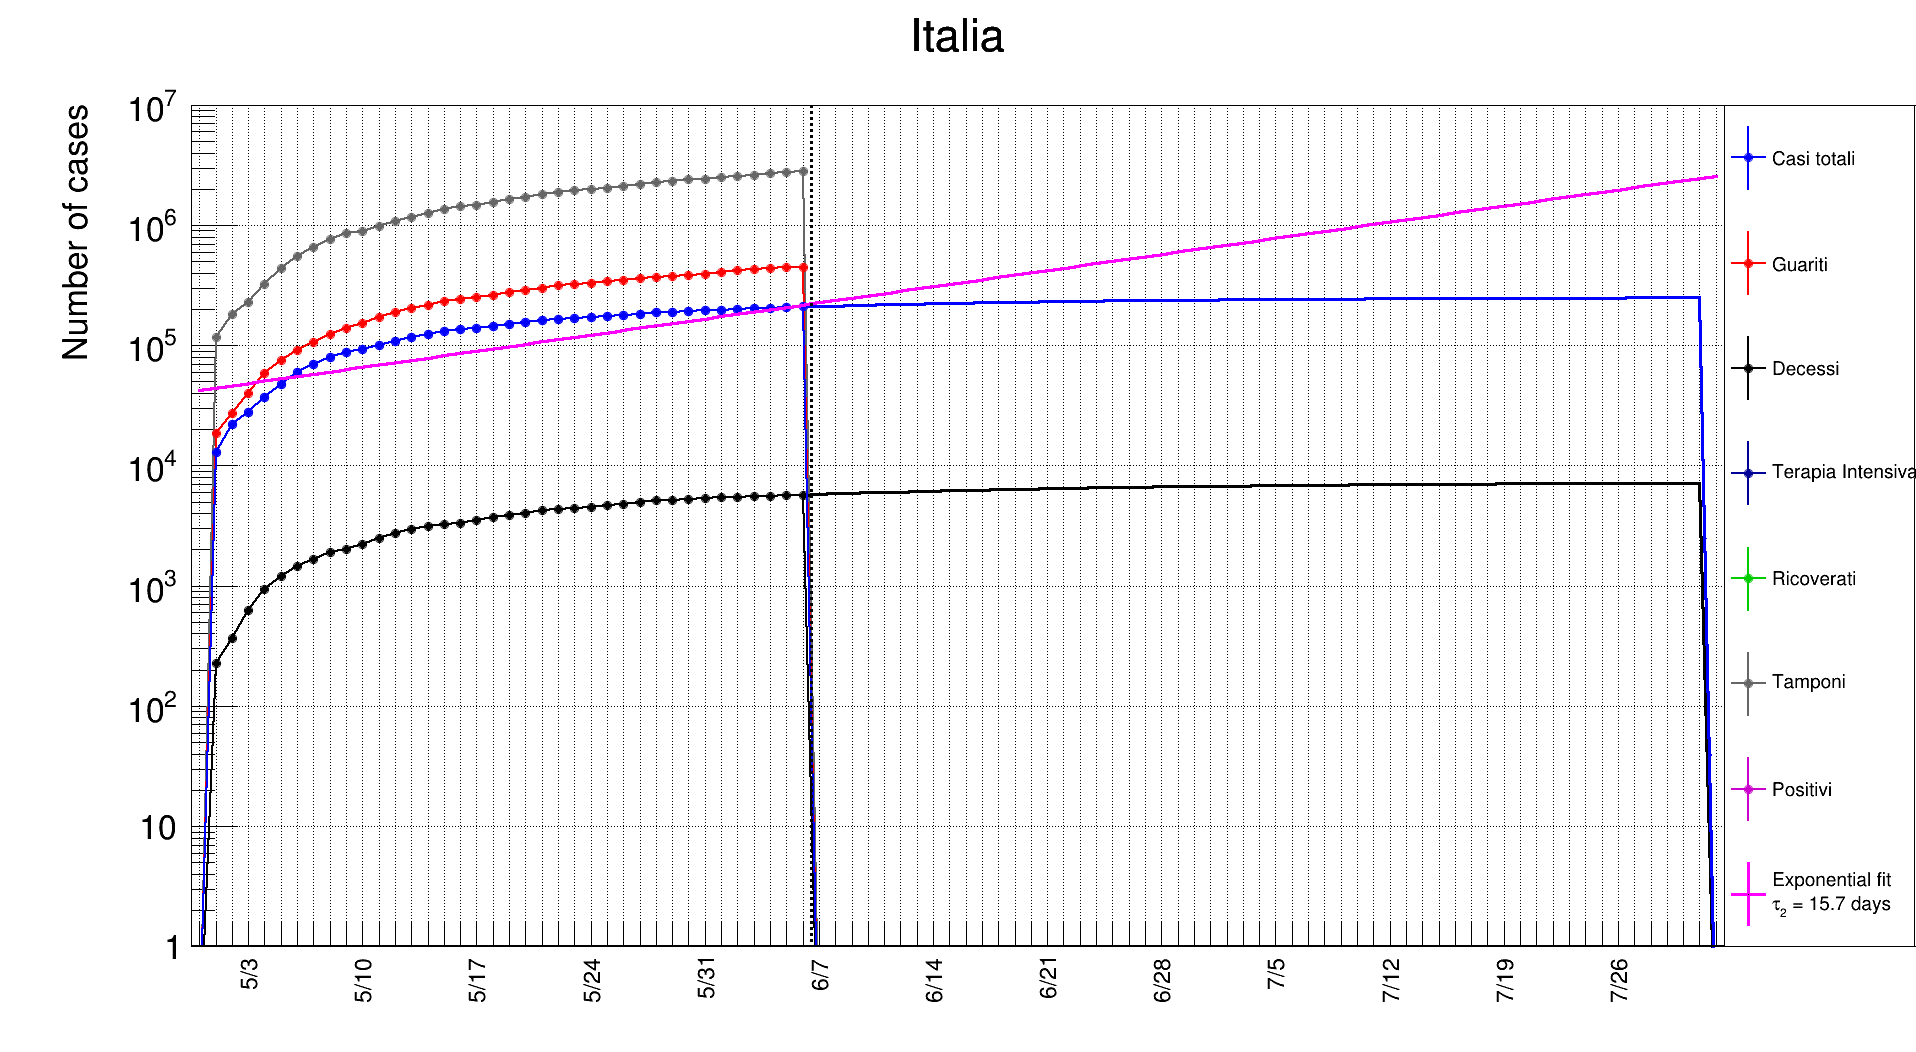 Italia
Number of cases
10^7
10^6
10^5
10^4
10^3
10^2
10
1
5/3
5/10
5/17
5/24
5/31
6/7
6/14
6/21
6/28
7/5
7/12
7/19
7/26
Casi totali
Guariti
Decessi
Terapia Intensiva
Ricoverati
Tamponi
Positivi
Exponential fit
τ_2 = 15.7 days